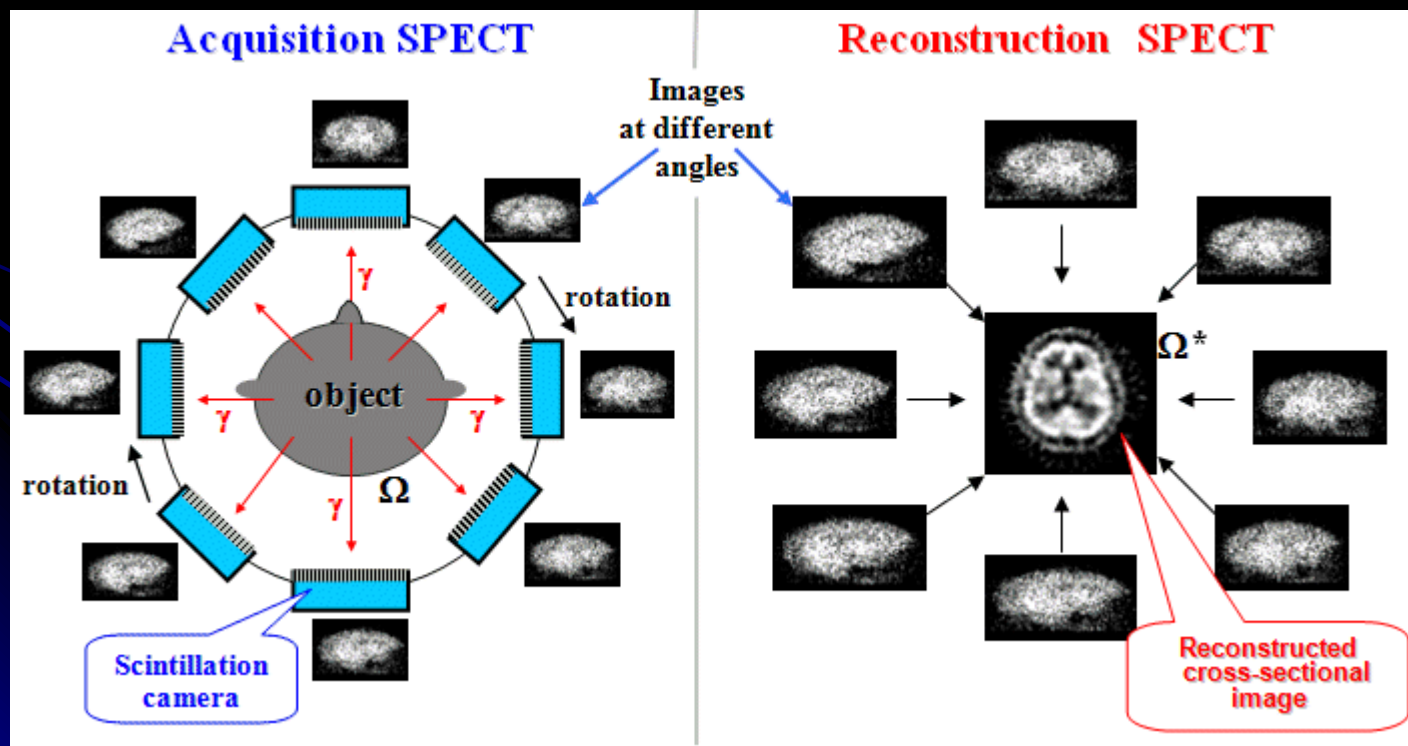 Acquisition SPECT
Reconstruction SPECT
Images
at different
angles
γ
γ
γ
γ
rotation
rotation
object
Ω
Ω*
Scintillation
camera
Reconstructed
cross-sectional
image